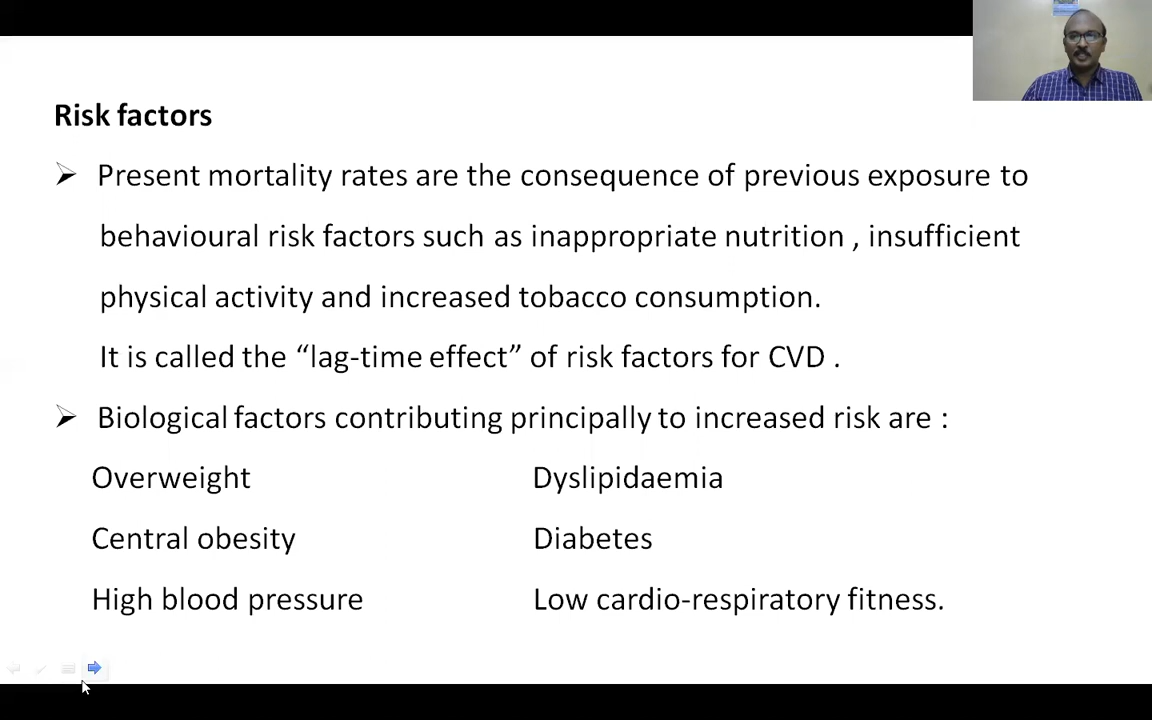 Risk factors
➢ Present mortality rates are the consequence of previous exposure to
behavioural risk factors such as inappropriate nutrition , insufficient
physical activity and increased tobacco consumption.
It is called the “lag-time effect” of risk factors for CVD .
➢ Biological factors contributing principally to increased risk are :
Overweight Dyslipidaemia
Central obesity Diabetes
High blood pressure Low cardio-respiratory fitness.